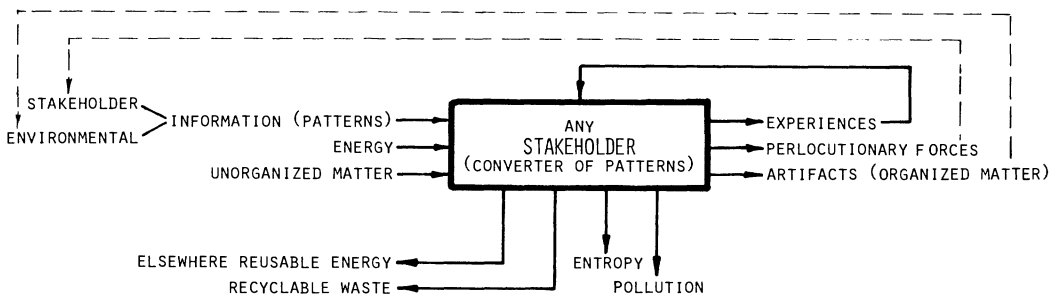 STAKEHOLDER
ENVIRONMENTAL
INFORMATION (PATTERNS)
ENERGY
UNORGANIZED MATTER
ANY
STAKEHOLDER
(CONVERTER OF PATTERNS)
EXPERIENCES
PERLOCUTIONARY FORCES
ARTIFACTS (ORGANIZED MATTER)
ELSEWHERE REUSABLE ENERGY
RECYCLABLE WASTE
ENTROPY
POLLUTION